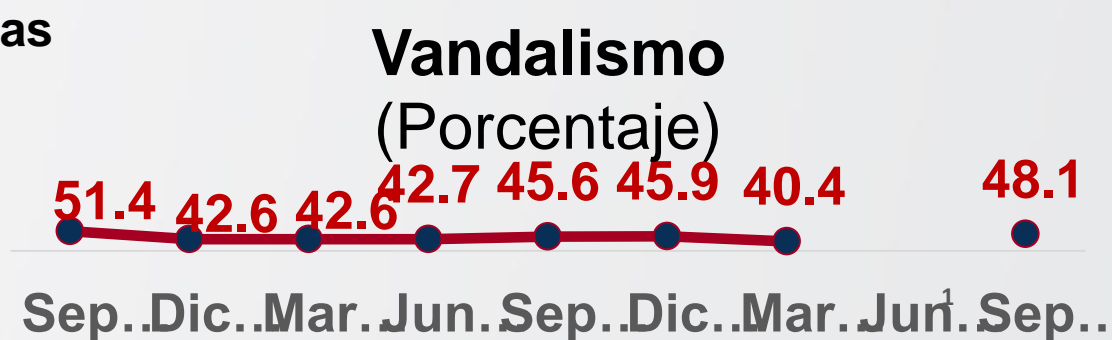 as
Vandalismo
(Porcentaje)
51.4 42.6 42.6 42.7 45.6 45.9 40.4 48.1
Sep... Dic... Mar... Jun... Sep... Dic... Mar... Jun...¹ Sep...